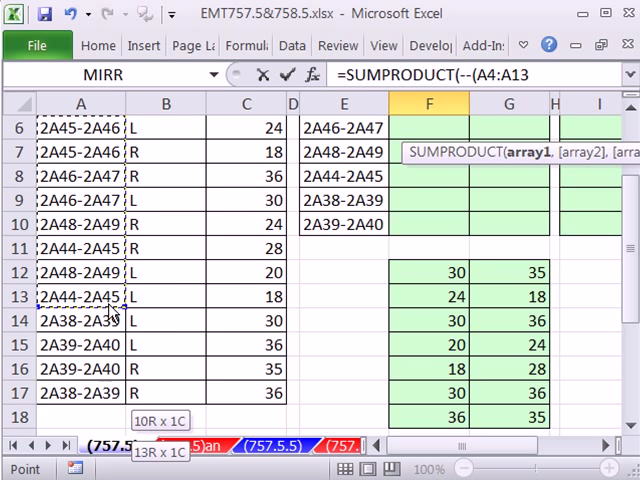 EMT757.5&758.5.xlsx - Microsoft Excel
File Home Insert Page La Formula Data Review Develo Add-I
MIRR =SUMPRODUCT(--(A4:A13
A B C D E F G H I
6 2A45-2A46 L 24 2A46-2A47
7 2A45-2A46 R 18 2A48-2A49
SUMPRODUCT(array1, [array2], [arra
8 2A46-2A47 R 36 2A44-2A45
9 2A46-2A47 L 30 2A38-2A39
10 2A48-2A49 R 24 2A39-2A40
11 2A44-2A45 R 28
12 2A48-2A49 L 20 30 35
13 2A44-2A45 L 18 24 18
14 2A38-2A39 L 30 30 36
15 2A39-2A40 L 36 20 24
16 2A39-2A40 R 35 18 28
17 2A38-2A39 R 36 30 36
18 36 35
10R x 1C
(757.5) .5)an (757.5.5) (757.
13R x 1C
Point 100%